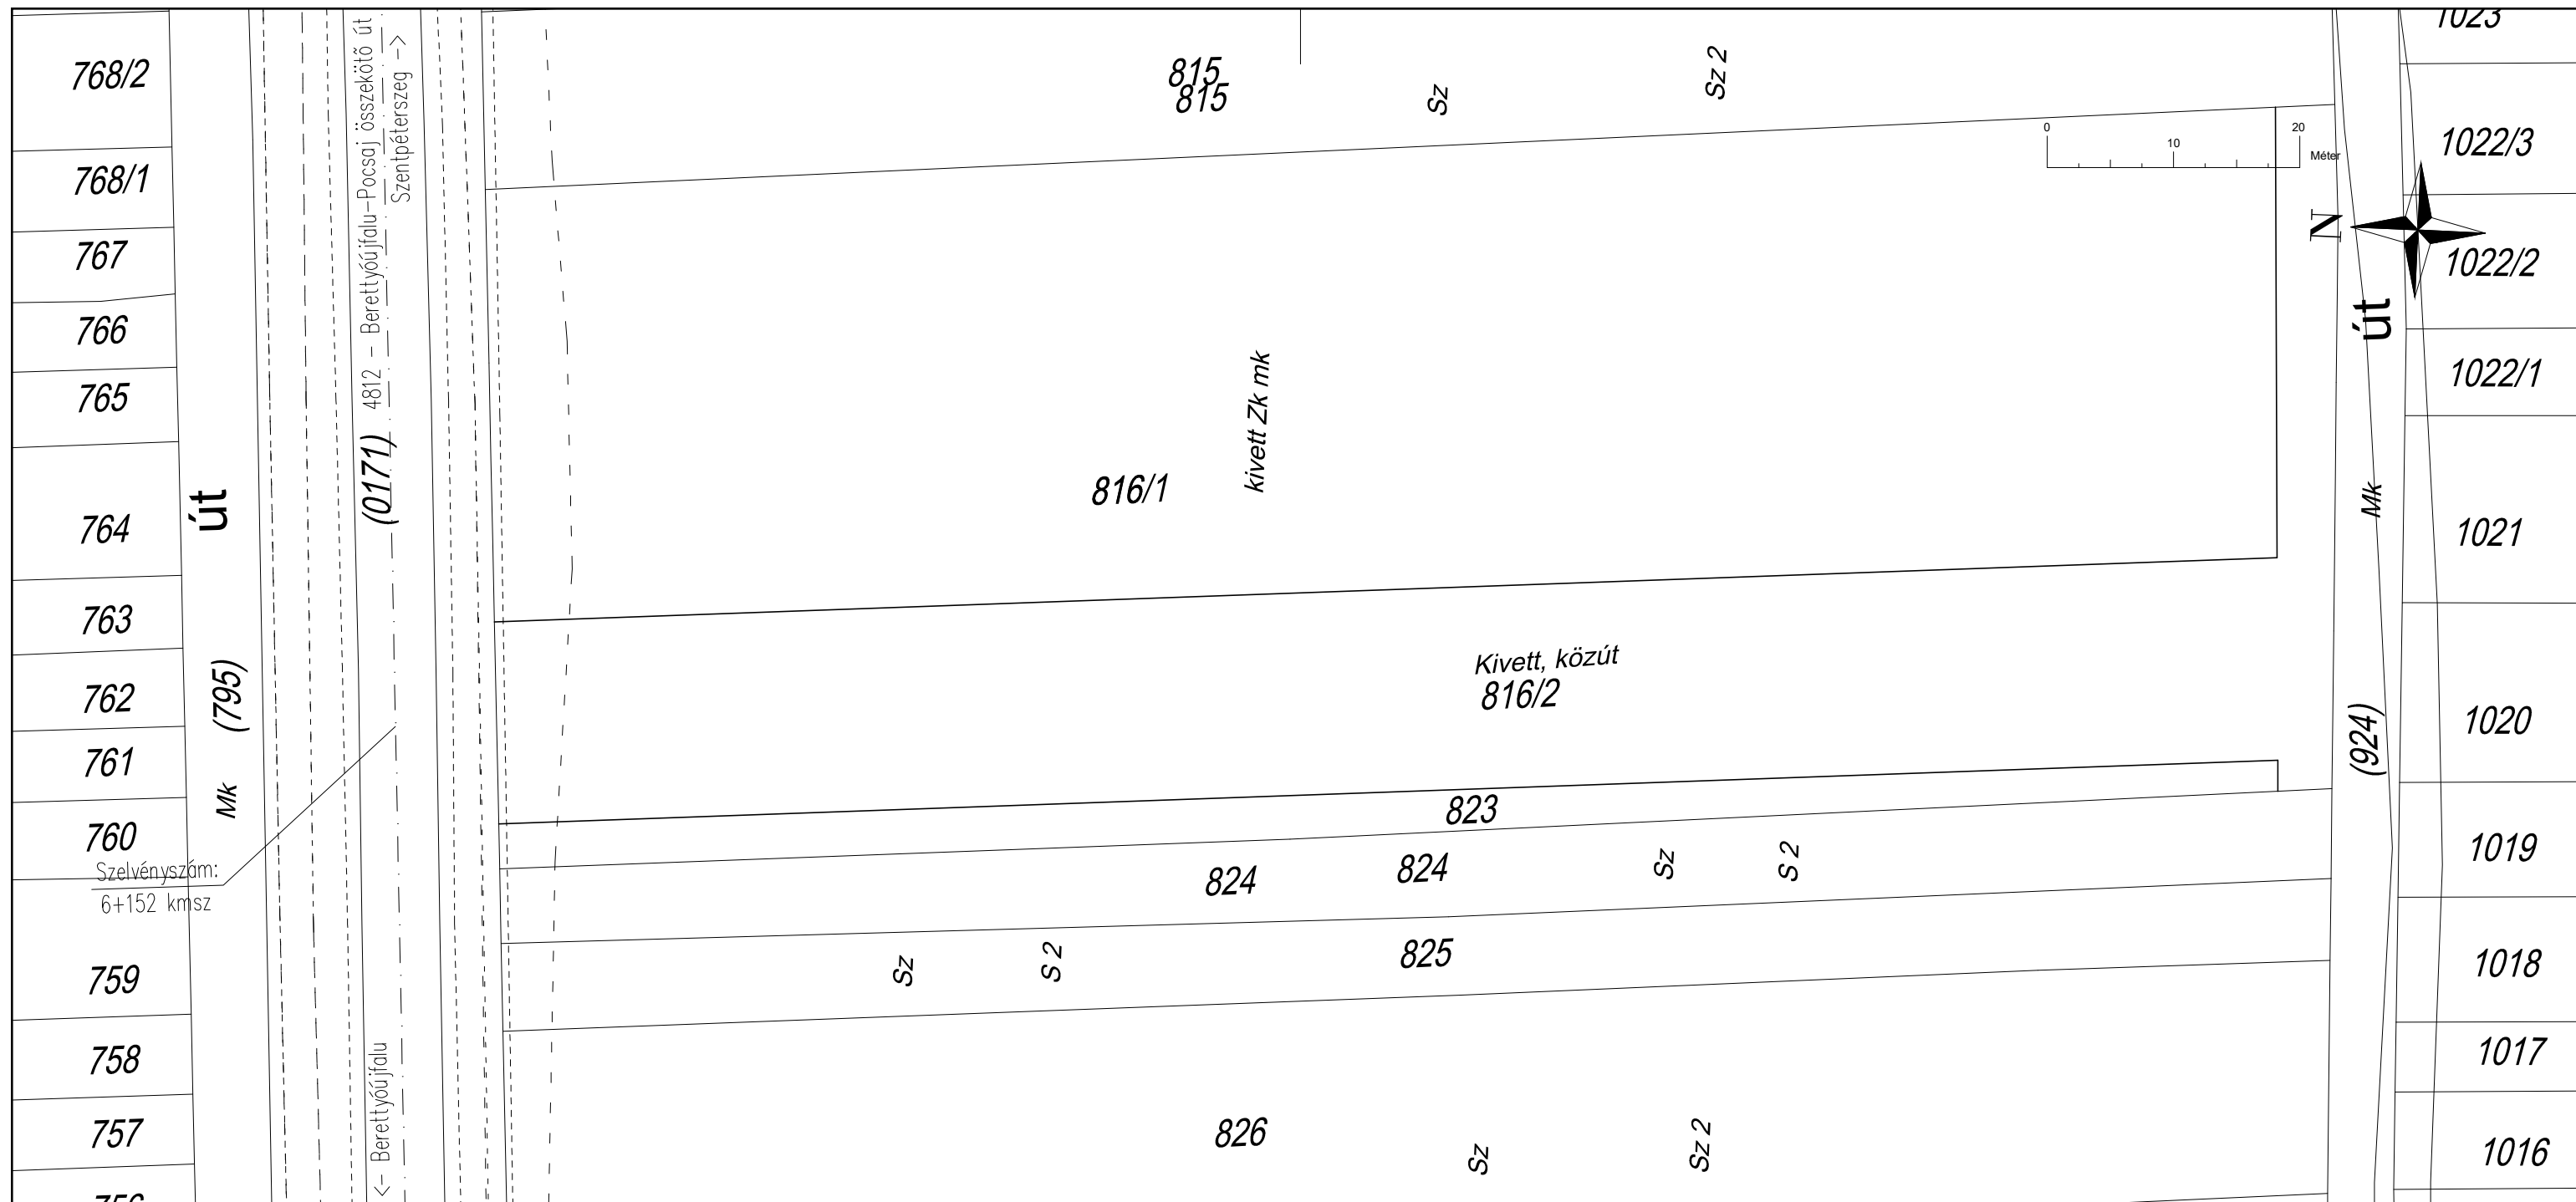 768/2
768/1
767
766
765
764
763
762
761
760
759
758
757
út
(795)
Mk
Szelvényszám:
6+152 kmsz
4812 - Berettyóújfalu-Pocsaj összekötő út
Szentpéterszeg ->
(0171)
<- Berettyóújfalu
815
815
Sz
Sz 2
kivett Zk mk
816/1
Kivett, közút
816/2
823
824
824
Sz
S 2
Sz
S 2
825
826
Sz
Sz 2
0
10
20
Méter
N
út
Mk
(924)
1023
1022/3
1022/2
1022/1
1021
1020
1019
1018
1017
1016